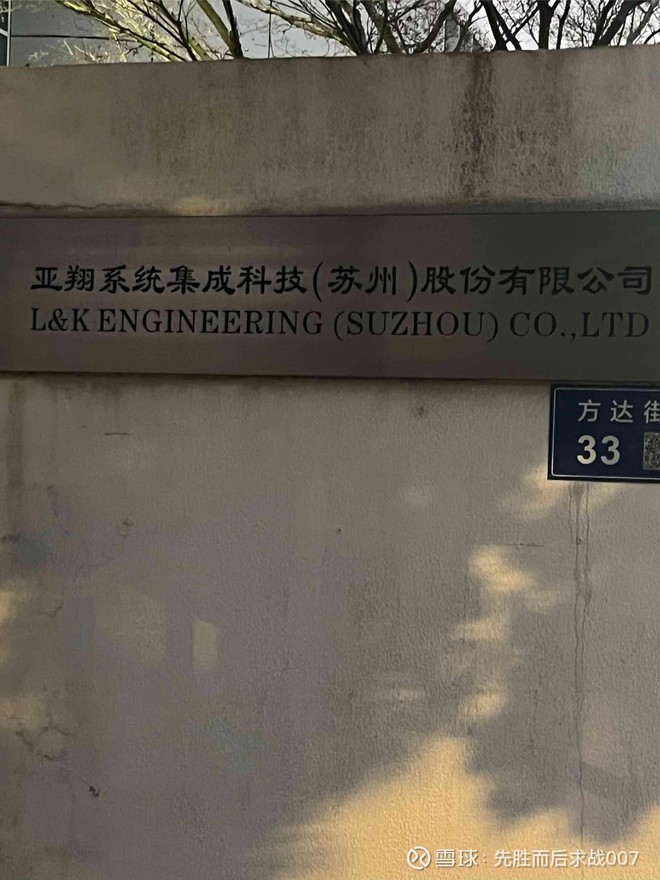 亚翔系统集成科技(苏州)股份有限公司
L&K ENGINEERING (SUZHOU) CO.,LTD
方达街
33
雪球：先胜而后求战007